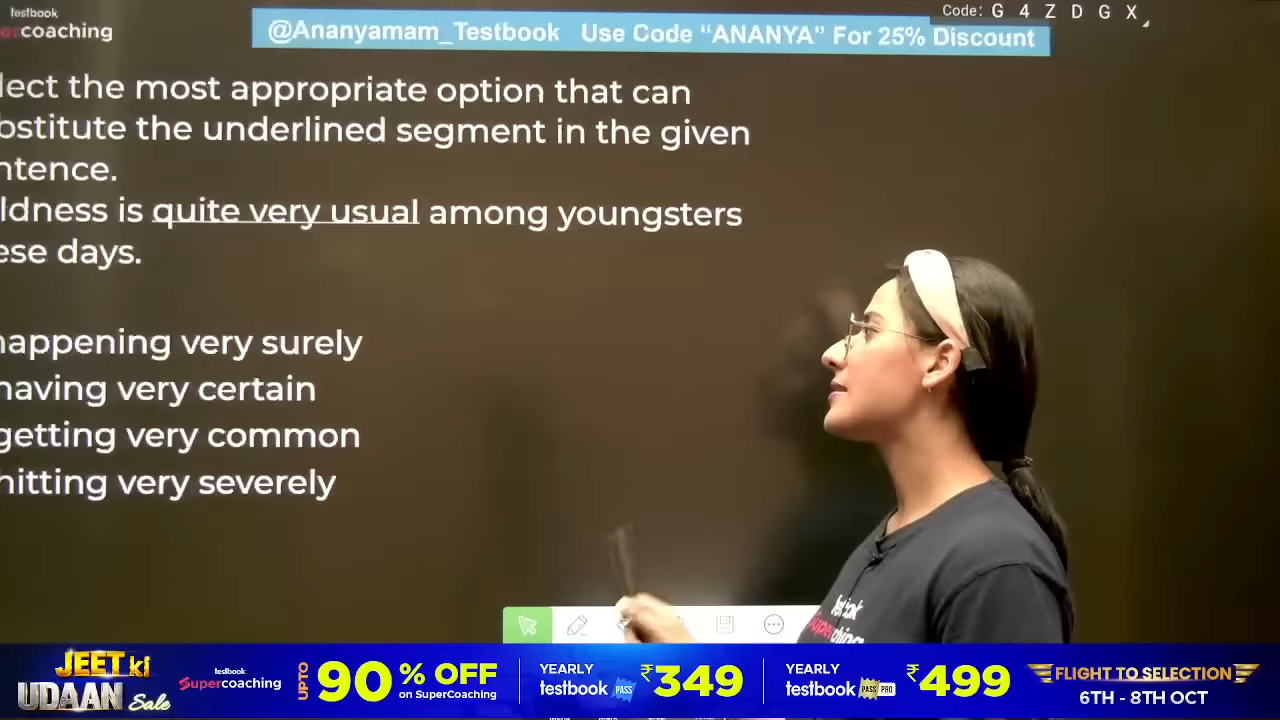 testbook
coaching
Code: G 4 Z D G X
@Ananyamam_Testbook Use Code “ANANYA” For 25% Discount
lect the most appropriate option that can
bstitute the underlined segment in the given
ntence.
ldness is quite very usual among youngsters
ese days.
happening very surely
having very certain
getting very common
hitting very severely
testbook
JEET ki
UDAAN Sale
testbook
Supercoaching
UPTO 90% OFF
on SuperCoaching
YEARLY
testbook PASS ₹349
YEARLY
testbook PASS PRO ₹499
FLIGHT TO SELECTION
6TH - 8TH OCT